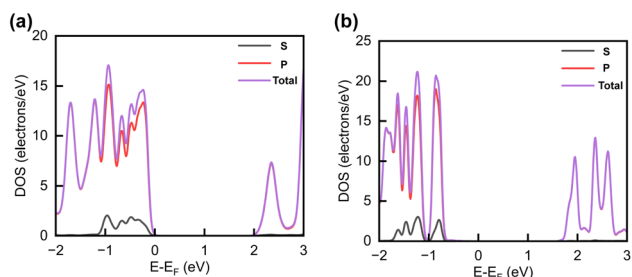 (a)
20
15
10
5
0
DOS (electrons/eV)
S
P
Total
-2
-1
0
1
2
3
E-EF (eV)
(b)
25
20
15
10
5
0
DOS (electrons/eV)
S
P
Total
-2
-1
0
1
2
3
E-EF (eV)